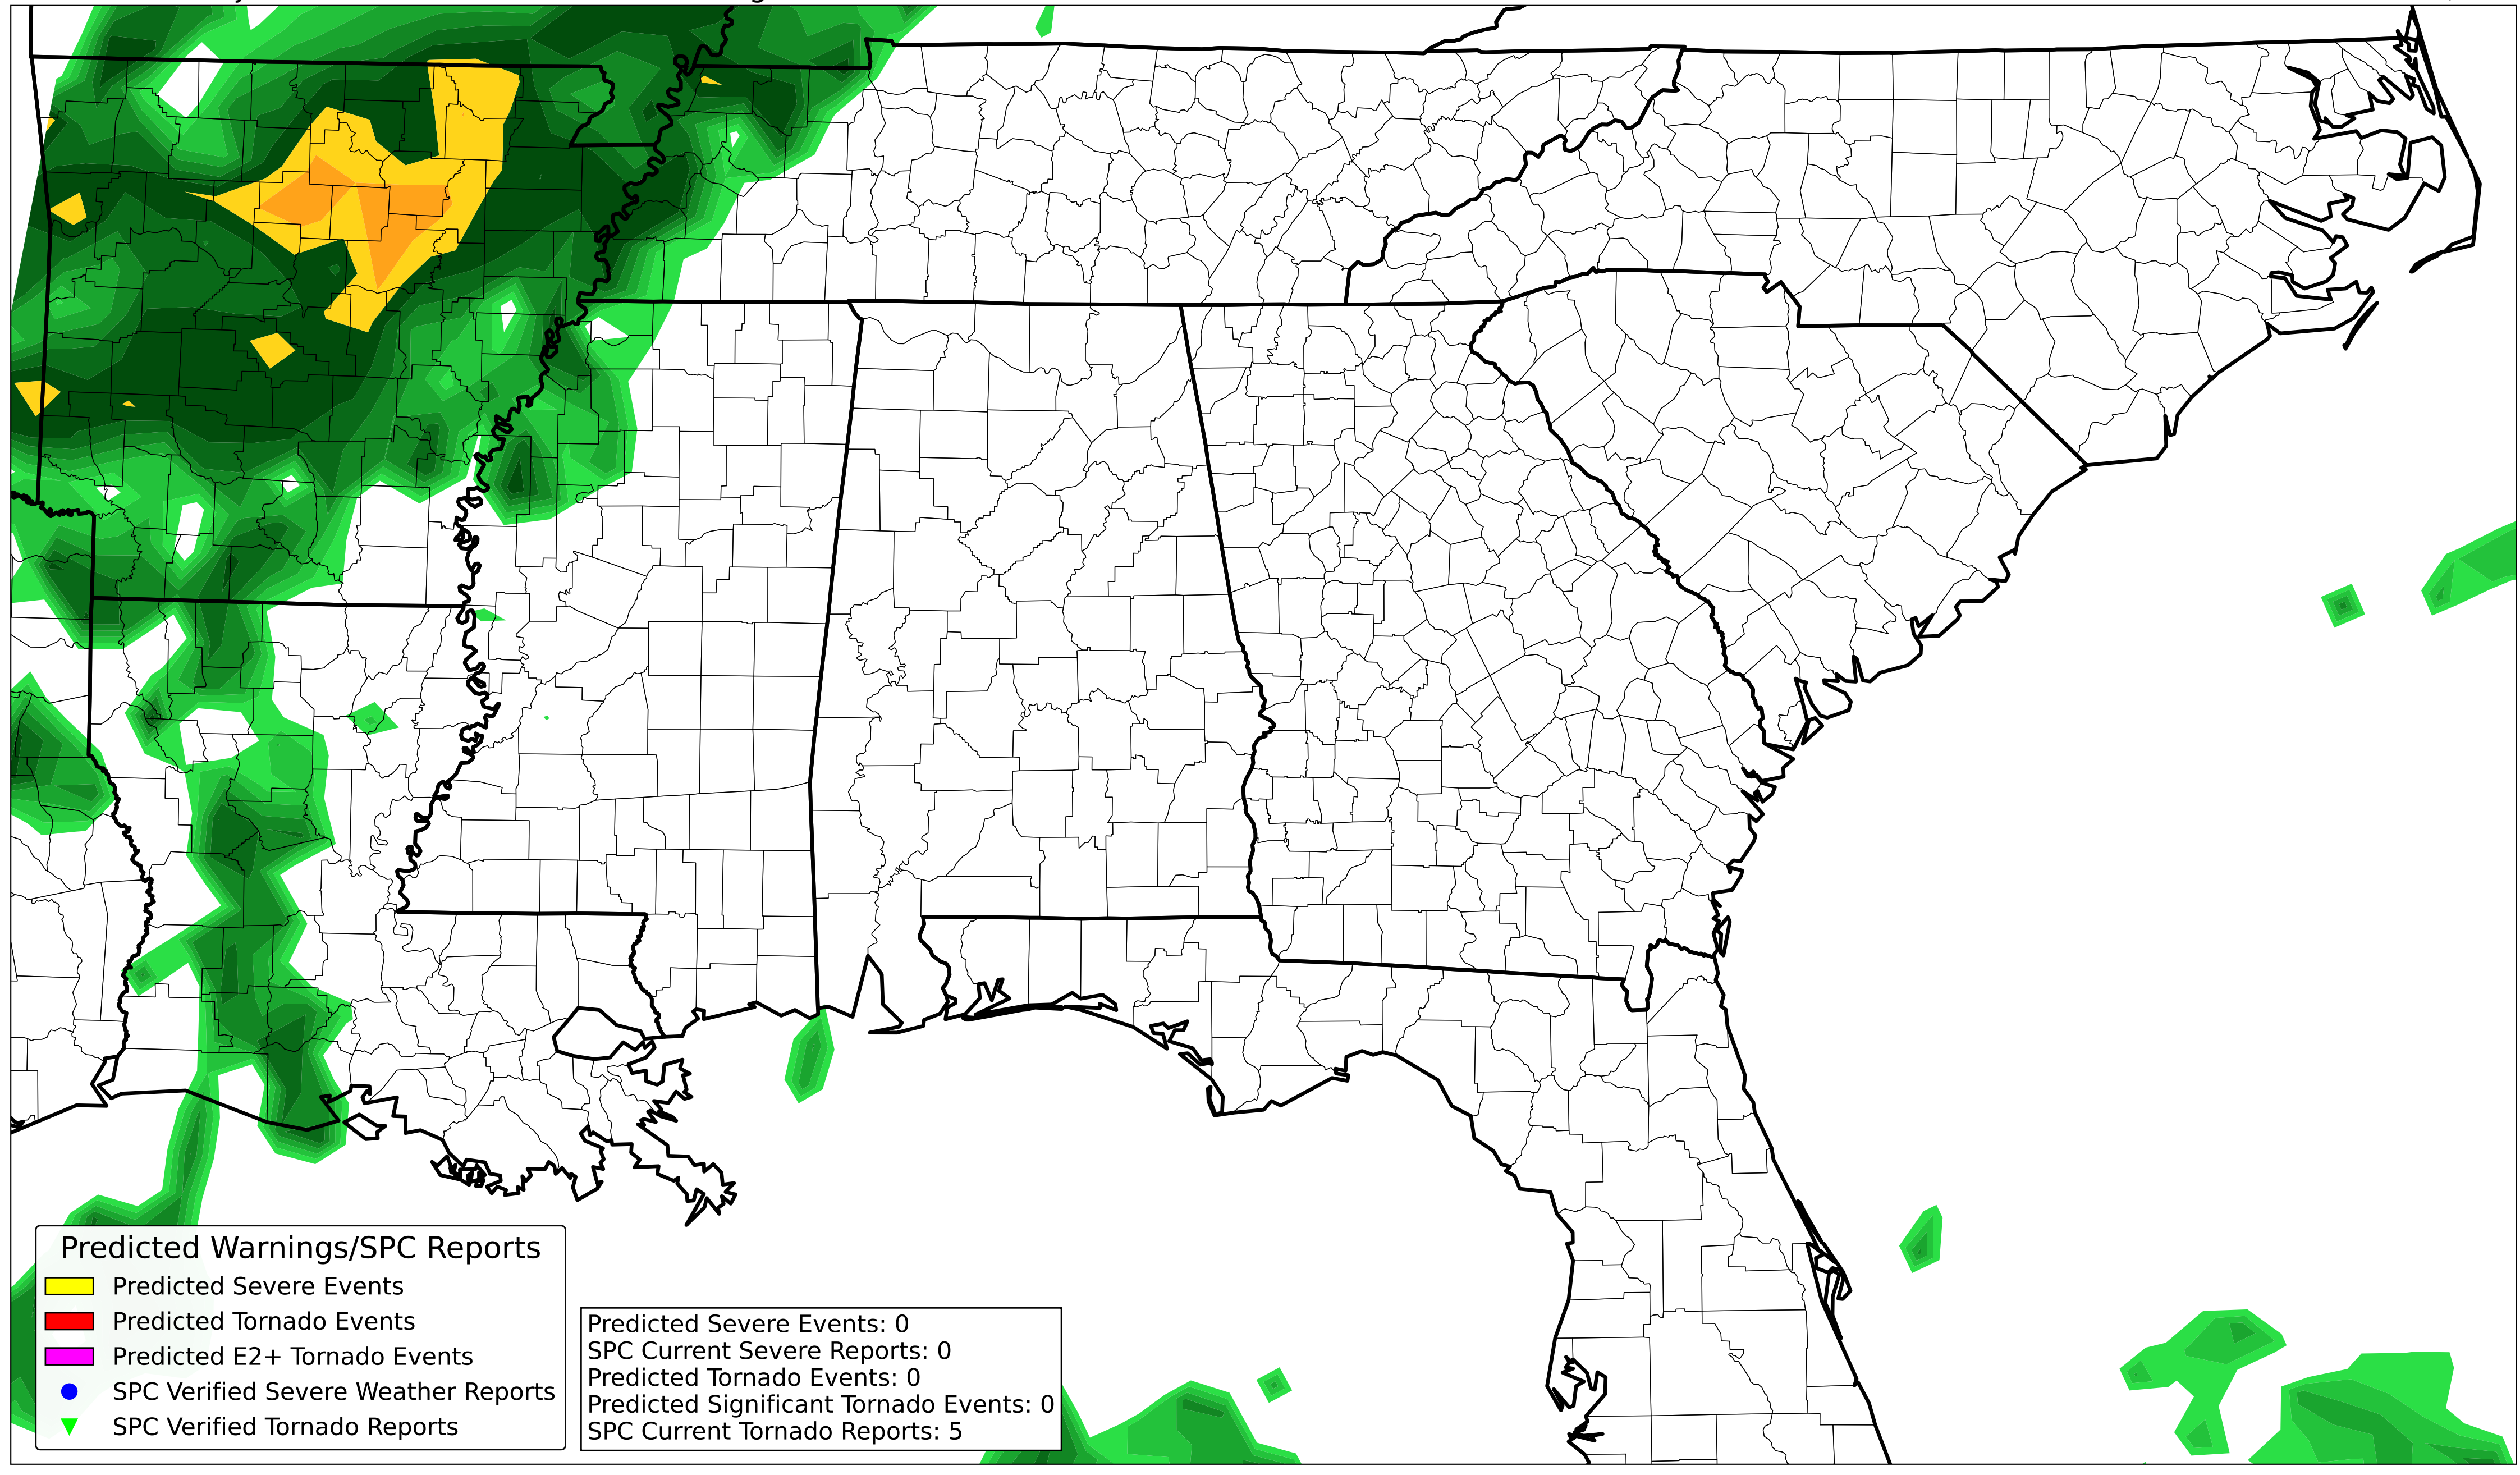 Predicted Warnings/SPC Reports
Predicted Severe Events
Predicted Tornado Events
Predicted E2+ Tornado Events
SPC Verified Severe Weather Reports
SPC Verified Tornado Reports
Predicted Severe Events: 0
SPC Current Severe Reports: 0
Predicted Tornado Events: 0
Predicted Significant Tornado Events: 0
SPC Current Tornado Reports: 5